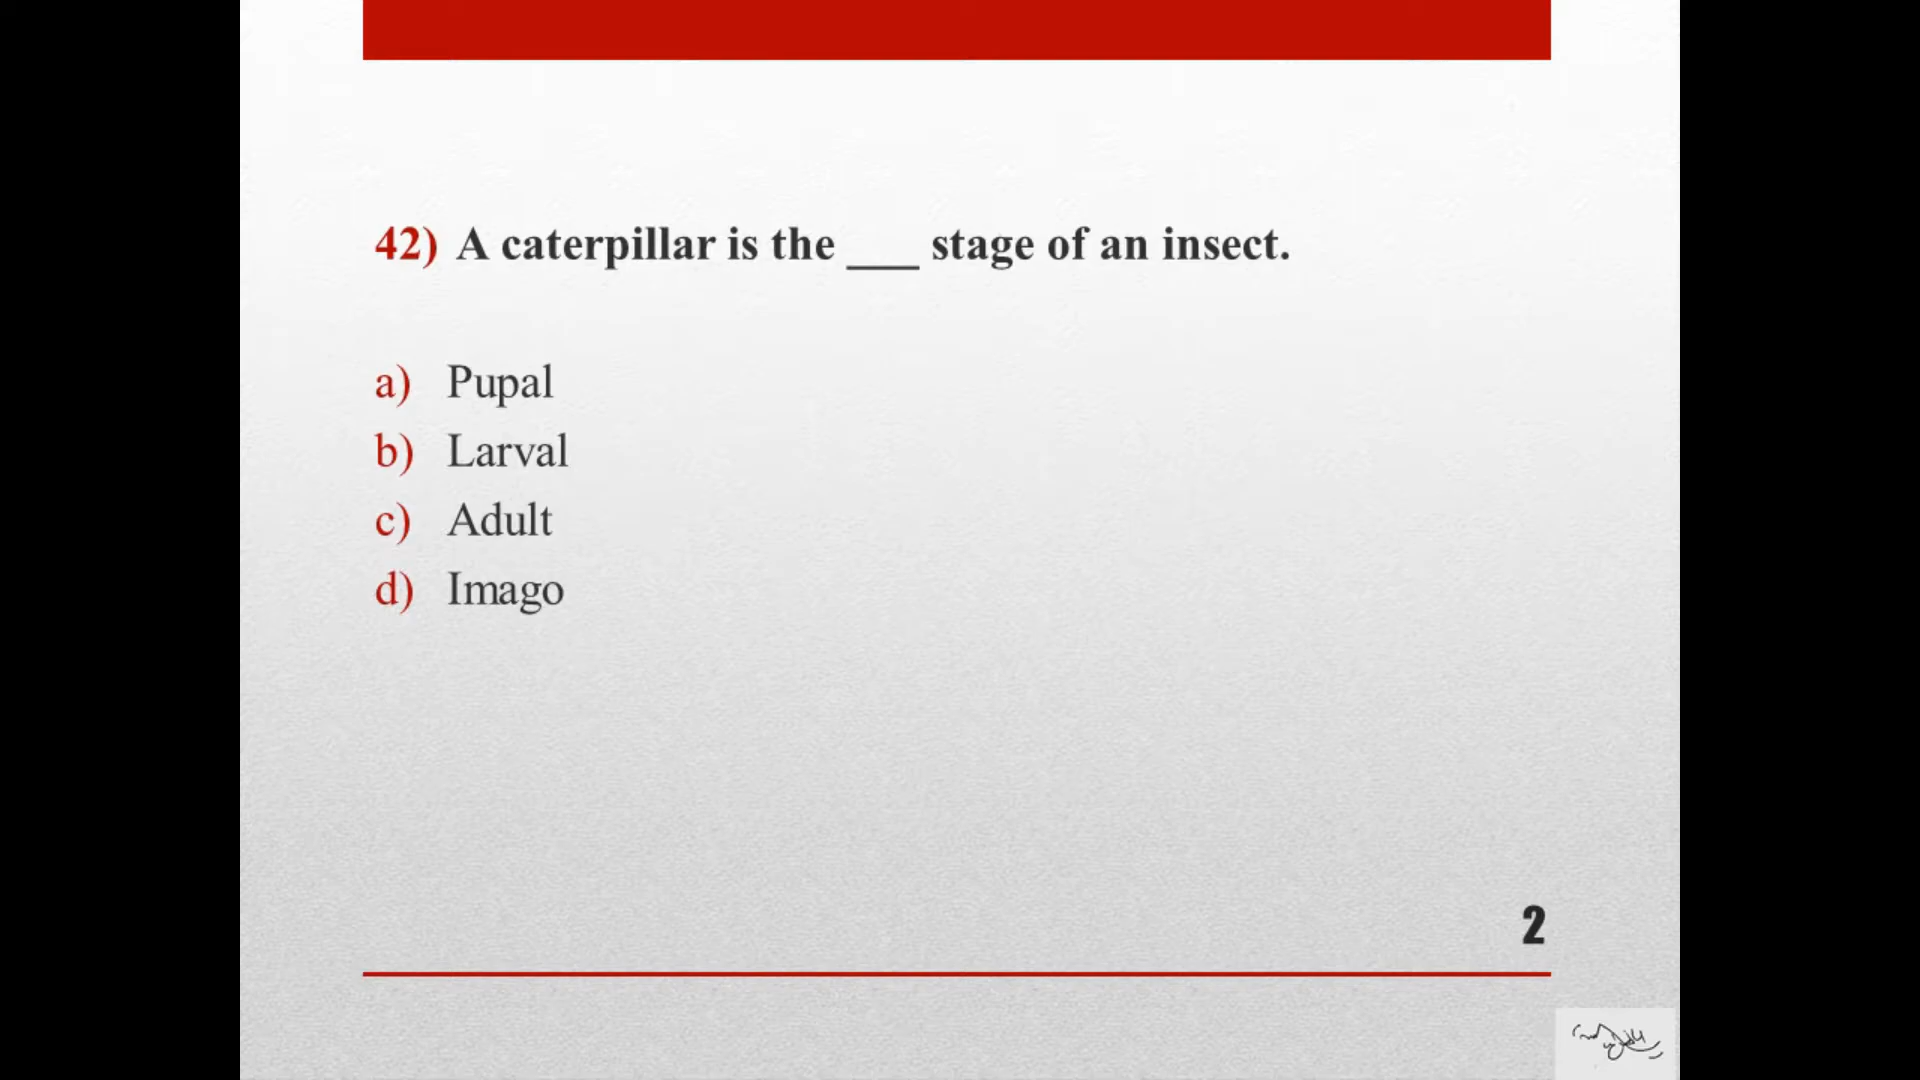 42) A caterpillar is the ___ stage of an insect.
a) Pupal
b) Larval
c) Adult
d) Imago
2